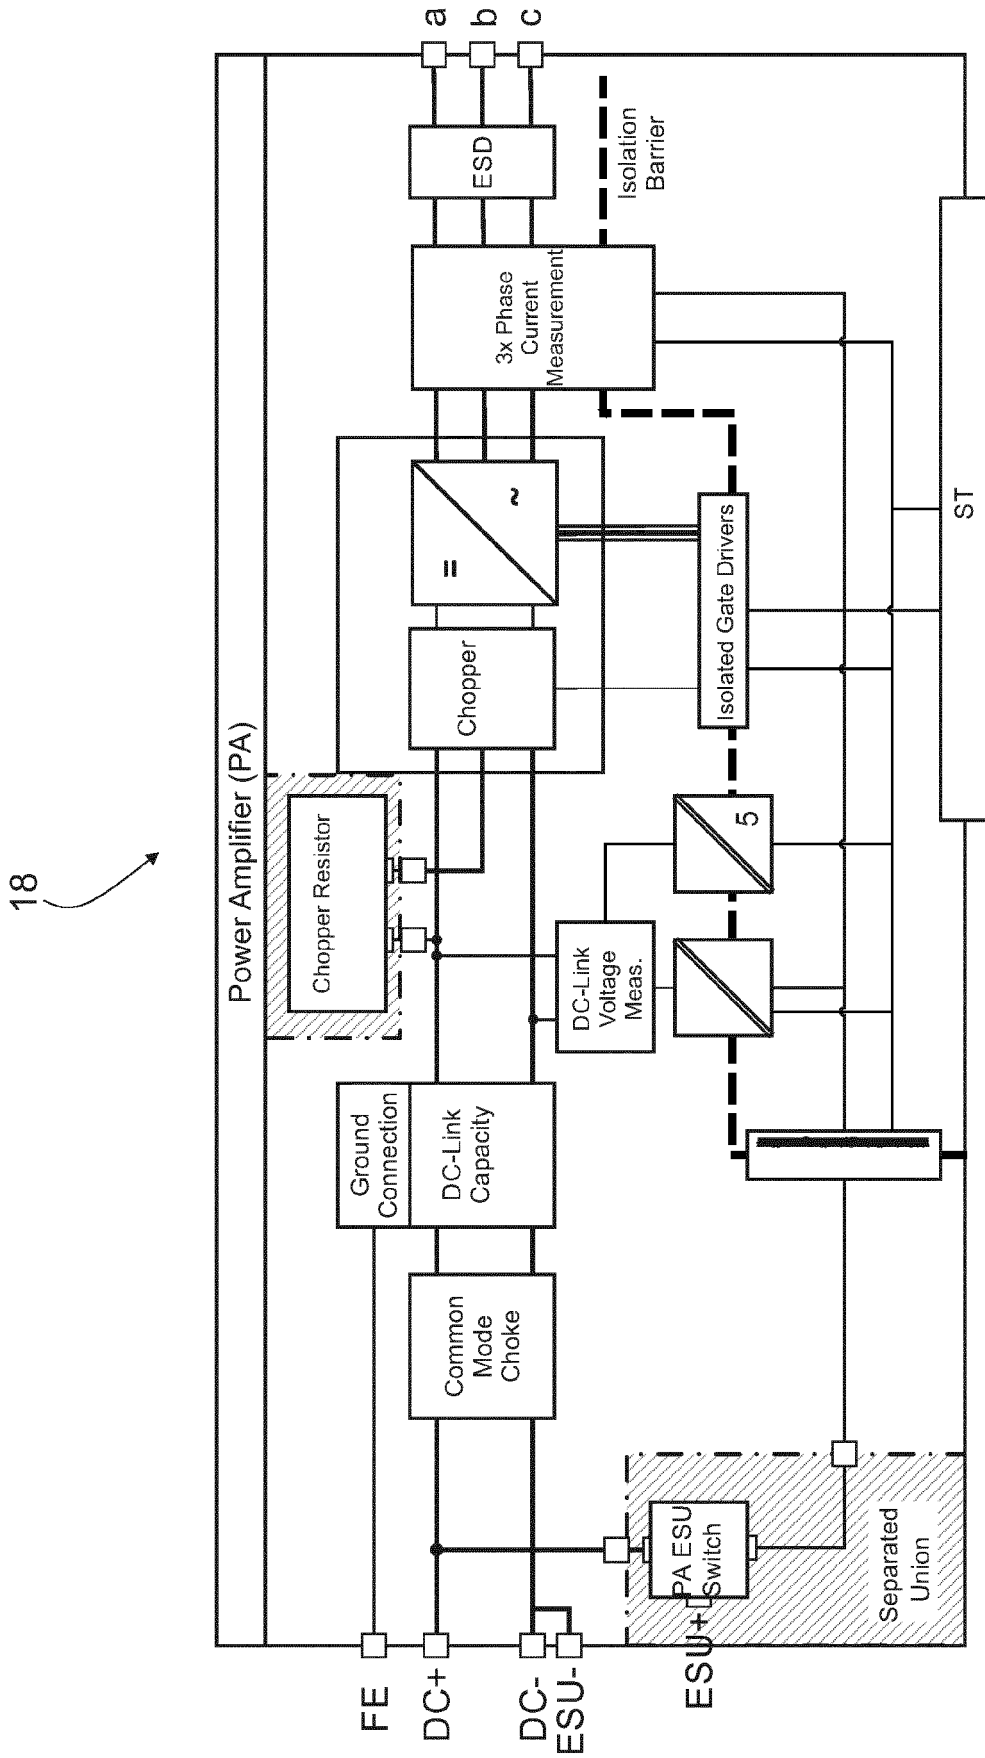 18
Power Amplifier (PA)
a
b
c
FE
DC+
DC-
ESU-
ESU+
Common
Mode
Choke
Ground
Connection
DC-Link
Capacity
Chopper Resistor
Chopper
=
~
3x Phase
Current
Measurement
ESD
Isolation
Barrier
DC-Link
Voltage
Meas.
5
Isolated Gate Drivers
PA ESU
Switch
Separated
Union
ST